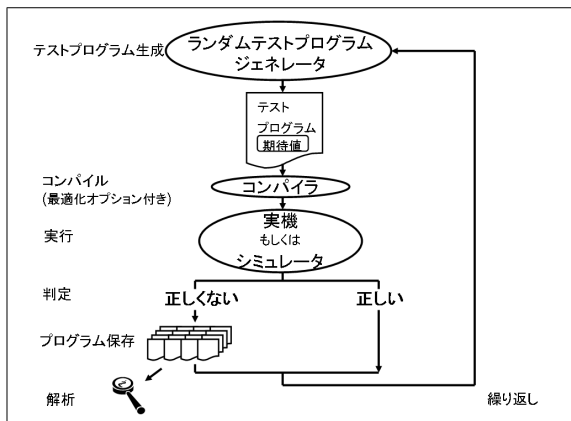 テストプログラム生成
ランダムテストプログラム
ジェネレータ
テスト
プログラム
期待値
コンパイル
(最適化オプション付き)
コンパイラ
実行
実機
もしくは
シミュレータ
判定
正しくない
正しい
プログラム保存
解析
繰り返し